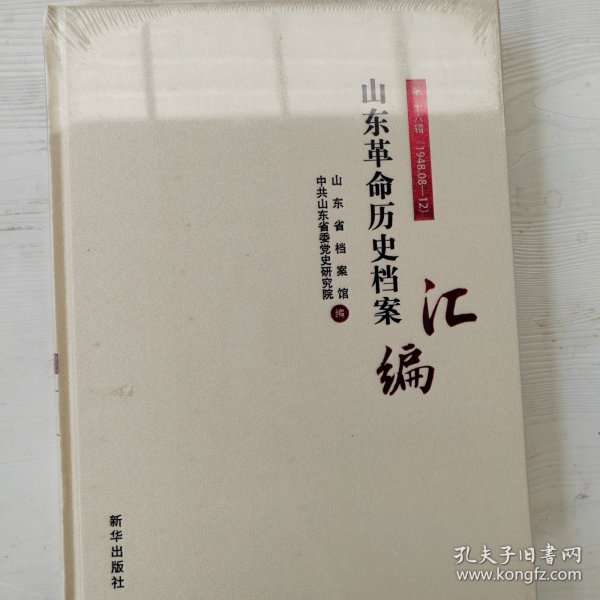 第十八辑（1948.08—12）
山东革命历史档案
汇编
山东省档案馆
中共山东省委党史研究院
编
新华出版社
孔夫子旧书网
www.kongfz.com